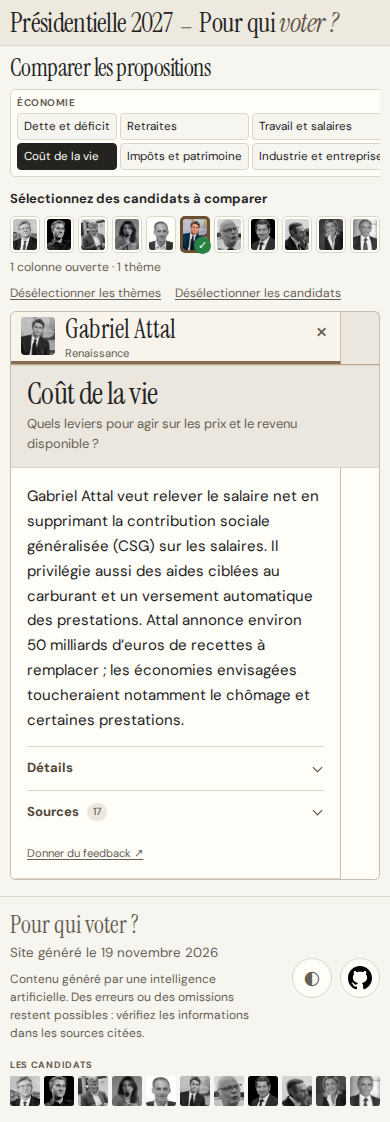 Présidentielle 2027 – Pour qui voter ?
Comparer les propositions
ÉCONOMIE
Dette et déficit
Retraites
Travail et salaires
Coût de la vie
Impôts et patrimoine
Industrie et entreprise
Sélectionnez des candidats à comparer
1 colonne ouverte · 1 thème
Désélectionner les thèmes
Désélectionner les candidats
Gabriel Attal
Renaissance
Coût de la vie
Quels leviers pour agir sur les prix et le revenu
disponible ?
Gabriel Attal veut relever le salaire net en
supprimant la contribution sociale
généralisée (CSG) sur les salaires. Il
privilégie aussi des aides ciblées au
carburant et un versement automatique
des prestations. Attal annonce environ
50 milliards d’euros de recettes à
remplacer ; les économies envisagées
toucheraient notamment le chômage et
certaines prestations.
Détails
Sources 17
Donner du feedback ↗
Pour qui voter ?
Site généré le 19 novembre 2026
Contenu généré par une intelligence
artificielle. Des erreurs ou des omissions
restent possibles : vérifiez les informations
dans les sources citées.
LES CANDIDATS